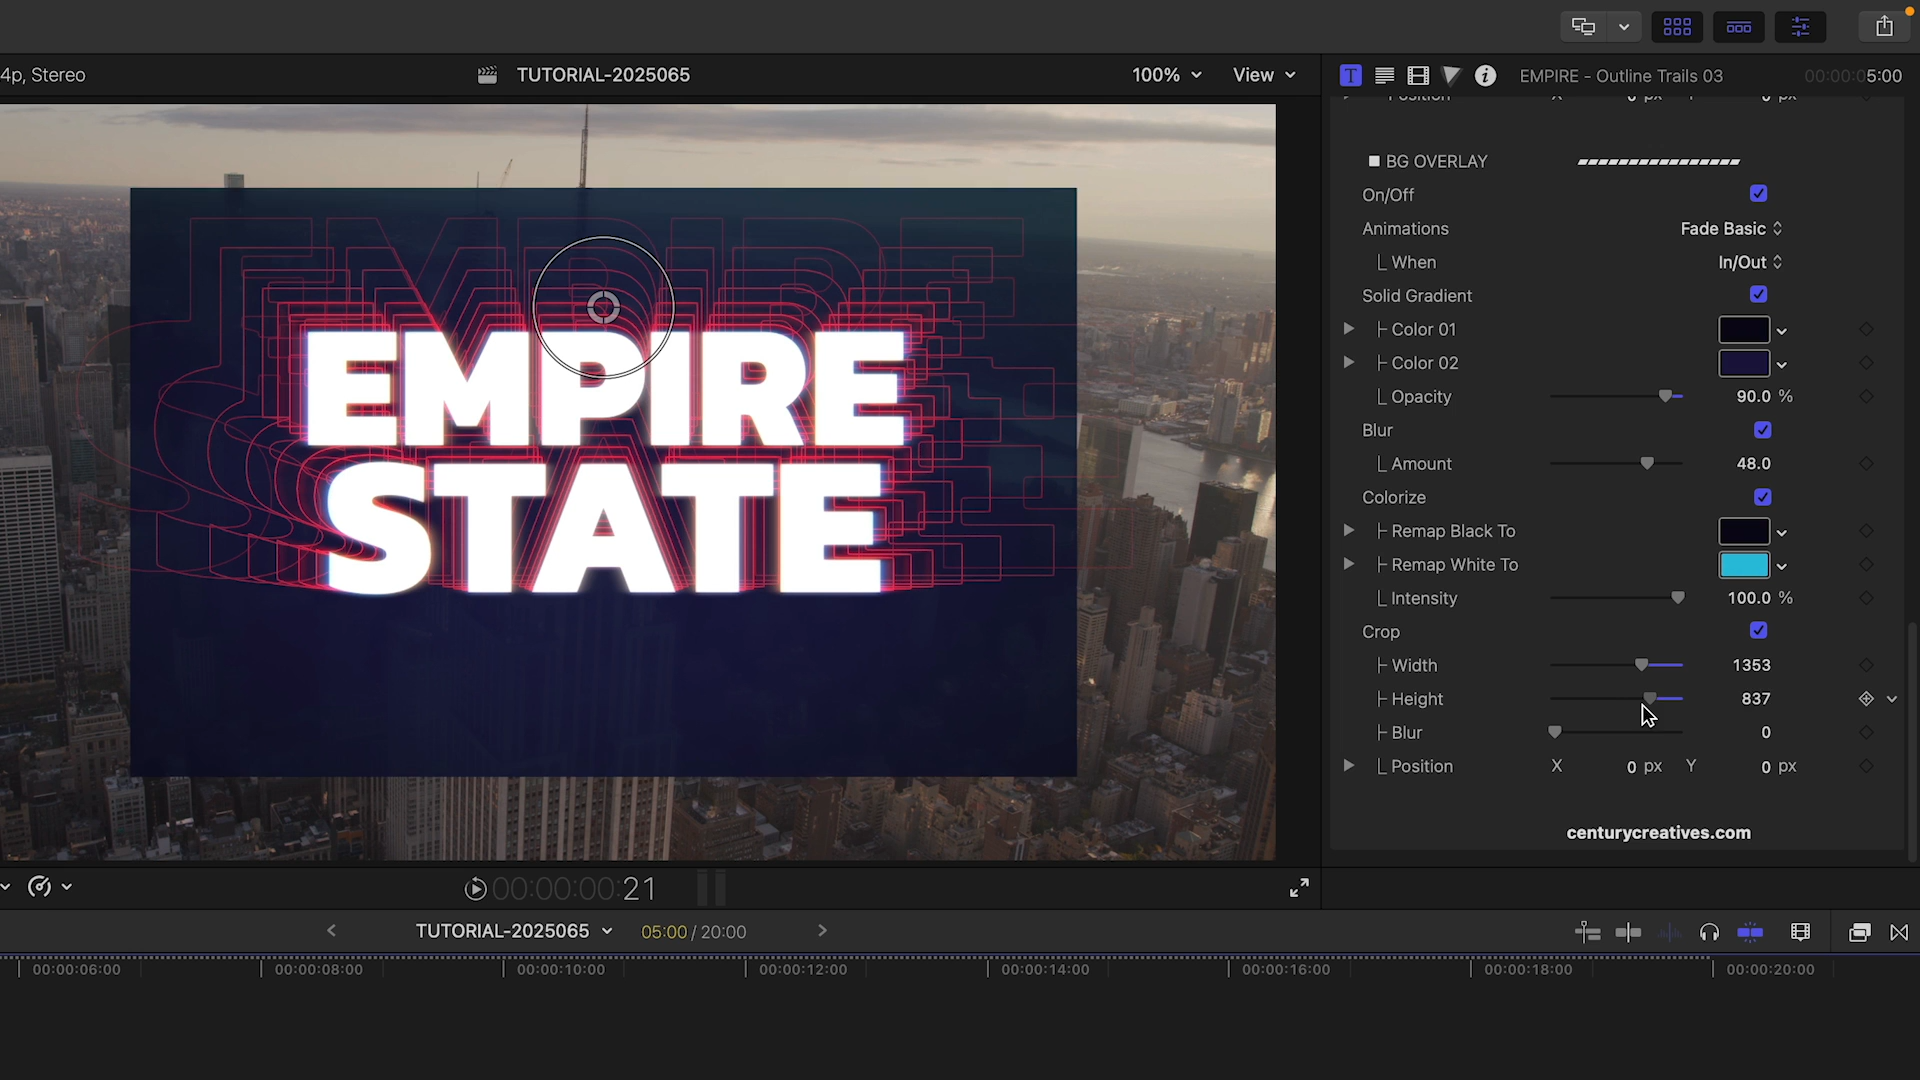 4p, Stereo
TUTORIAL-2025065
100%
View
EMPIRE - Outline Trails 03
00:00:05:00
Position X 0 px Y 0 px
BG OVERLAY
On/Off
Animations Fade Basic
When In/Out
Solid Gradient
Color 01
Color 02
Opacity 90.0 %
Blur
Amount 48.0
Colorize
Remap Black To
Remap White To
Intensity 100.0 %
Crop
Width 1353
Height 837
Blur 0
Position X 0 px Y 0 px
centurycreatives.com
EMPIRE
STATE
00:00:00:21
TUTORIAL-2025065
05:00 / 20:00
00:00:06:00 00:00:08:00 00:00:10:00 00:00:12:00 00:00:14:00 00:00:16:00 00:00:18:00 00:00:20:00